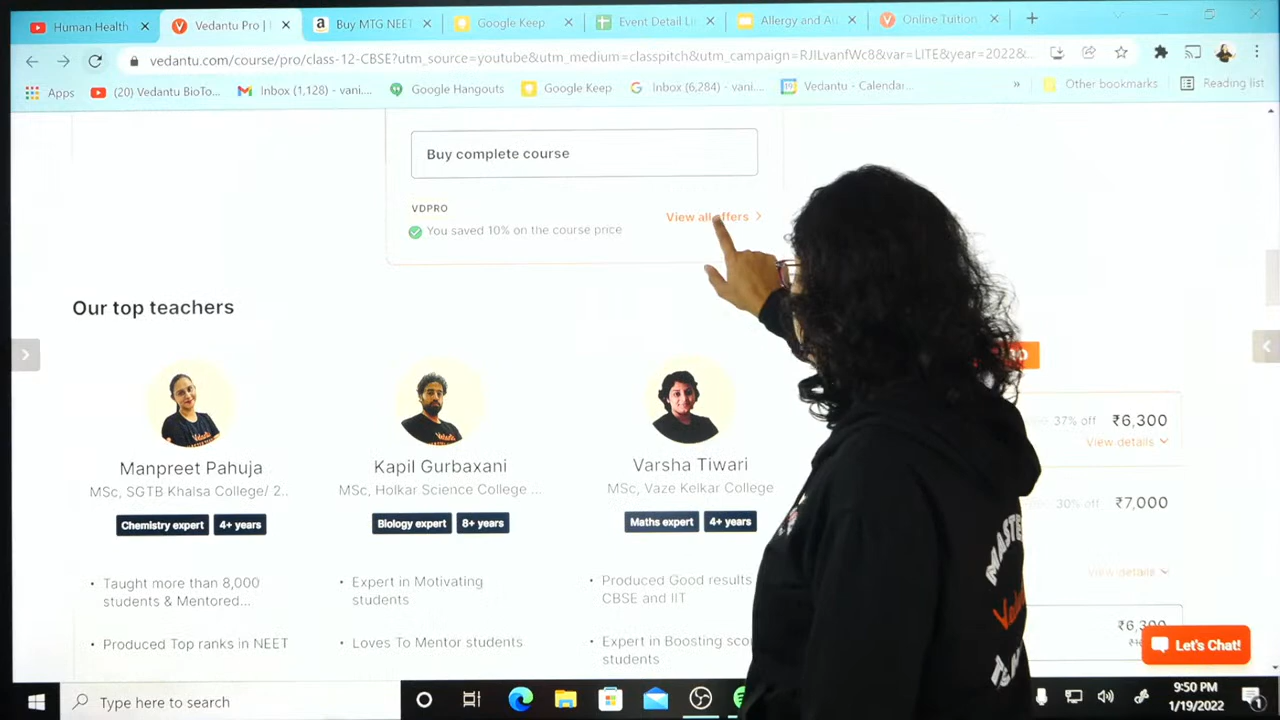 Human Health
Vedantu Pro |
Buy MTG NEET
Google Keep
Event Detail Li
Allergy and Au
Online Tuition
vedantu.com/course/pro/class-12-CBSE?utm_source=youtube&utm_medium=classpitch&utm_campaign=RJILvanfWc8&var=LITE&year=2022&...
Apps
(20) Vedantu BioTo...
Inbox (1,128) - vani....
Google Hangouts
Google Keep
Inbox (6,284) - vani....
Vedantu - Calendar...
Other bookmarks
Reading list
Buy complete course
VDPRO
View all offers
You saved 10% on the course price
Our top teachers
37% off ₹6,300
View details
30% off ₹7,000
View details
₹6,300
Manpreet Pahuja
MSc, SGTB Khalsa College/ 2..
Chemistry expert 4+ years
• Taught more than 8,000
students & Mentored...
• Produced Top ranks in NEET
Kapil Gurbaxani
MSc, Holkar Science College ...
Biology expert 8+ years
• Expert in Motivating
students
• Loves To Mentor students
Varsha Tiwari
MSc, Vaze Kelkar College
Maths expert 4+ years
• Produced Good results
CBSE and IIT
• Expert in Boosting
students
Let's Chat!
Type here to search
9:50 PM
1/19/2022